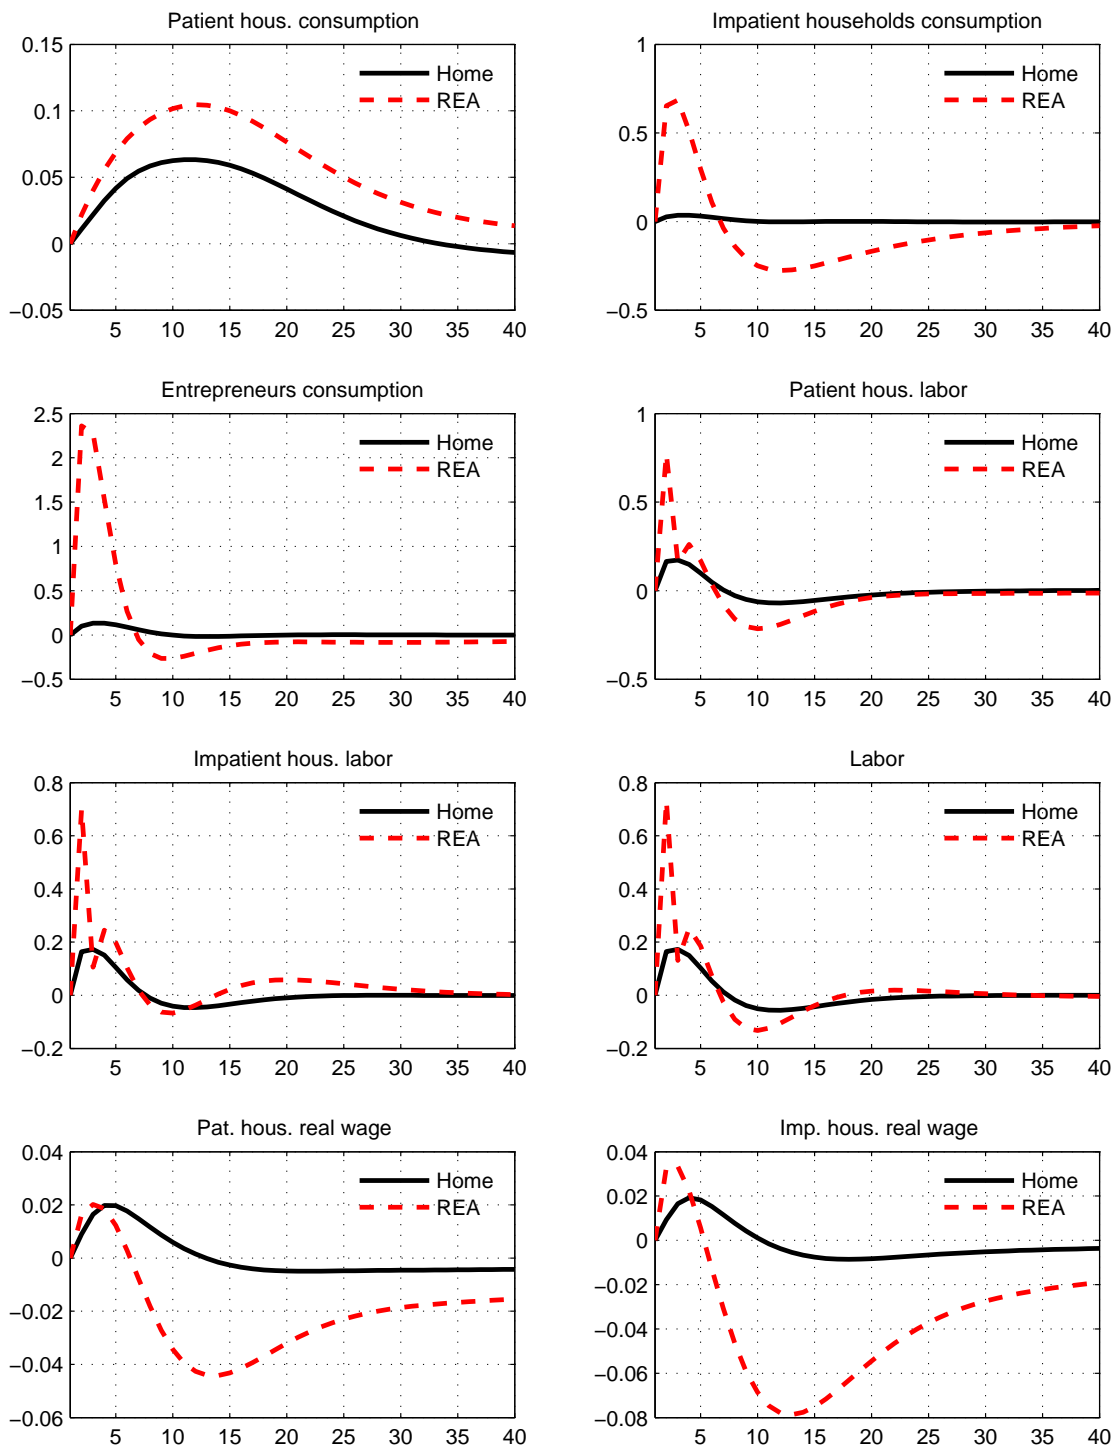 Patient hous. consumption
0.15
0.1
0.05
0
−0.05
Home
REA
5 10 15 20 25 30 35 40
Impatient households consumption
1
0.5
0
−0.5
Home
REA
5 10 15 20 25 30 35 40
Entrepreneurs consumption
2.5
2
1.5
1
0.5
0
−0.5
Home
REA
5 10 15 20 25 30 35 40
Patient hous. labor
1
0.5
0
−0.5
Home
REA
5 10 15 20 25 30 35 40
Impatient hous. labor
0.8
0.6
0.4
0.2
0
−0.2
Home
REA
5 10 15 20 25 30 35 40
Labor
0.8
0.6
0.4
0.2
0
−0.2
Home
REA
5 10 15 20 25 30 35 40
Pat. hous. real wage
0.04
0.02
0
−0.02
−0.04
−0.06
Home
REA
5 10 15 20 25 30 35 40
Imp. hous. real wage
0.04
0.02
0
−0.02
−0.04
−0.06
−0.08
Home
REA
5 10 15 20 25 30 35 40